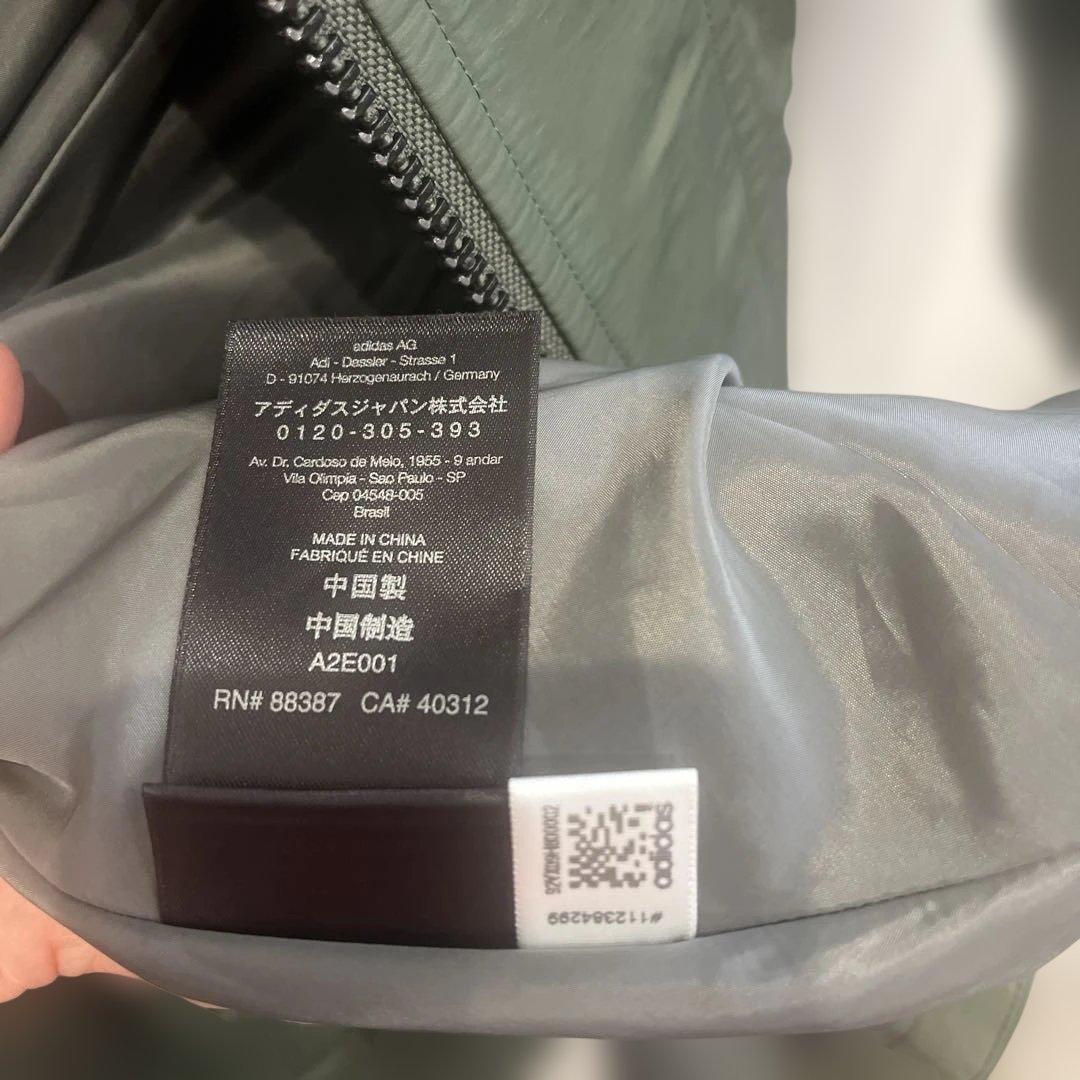 adidas AG
Adi - Dassler - Strasse 1
D - 91074 Herzogenaurach / Germany
アディダスジャパン株式会社
0120-305-393
Av. Dr. Cardoso de Melo, 1955 - 9 andar
Vila Olimpia - Sao Paulo - SP
Cep 04548-005
Brasil
MADE IN CHINA
FABRIQUÉ EN CHINE
中国製
中国制造
A2E001
RN# 88387 CA# 40312
adidas
#112384299